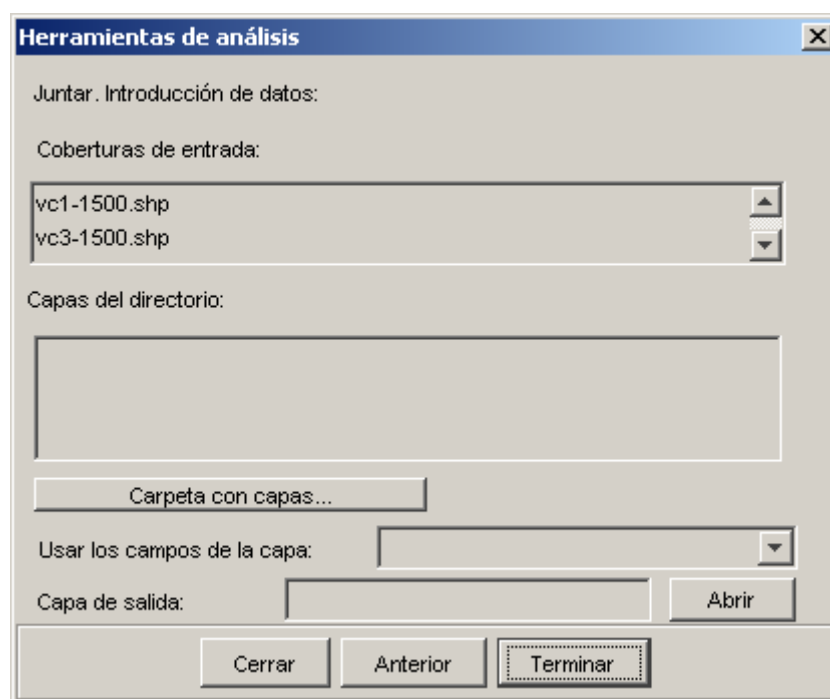 Herramientas de análisis
Juntar. Introducción de datos:
Coberturas de entrada:
vc1-1500.shp
vc3-1500.shp
Capas del directorio:
Carpeta con capas...
Usar los campos de la capa:
Capa de salida:
Abrir
Cerrar
Anterior
Terminar